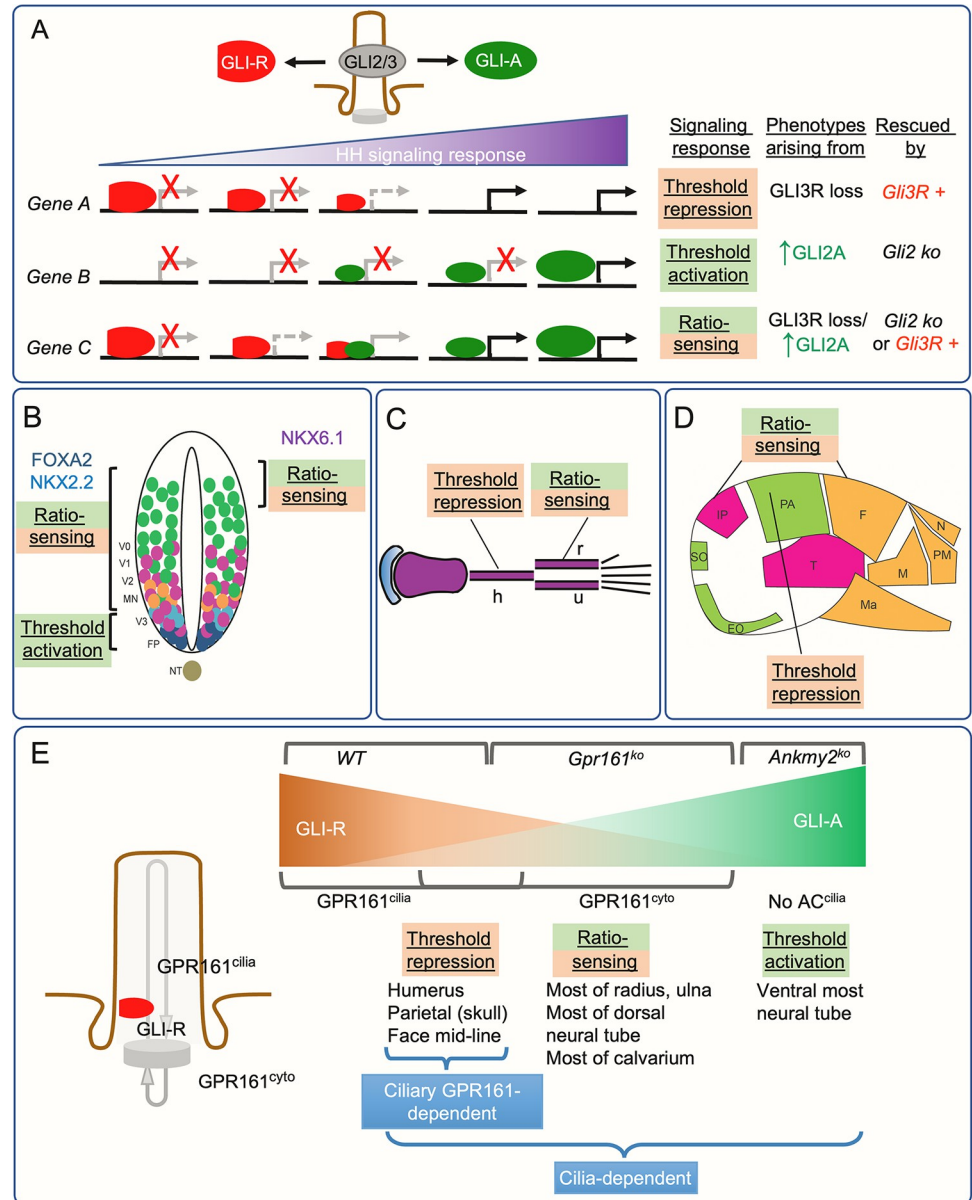 A
GLI-R
GLI2/3
GLI-A
HH signaling response
Signaling
response
Phenotypes
arising from
Rescued
by
Gene A
Threshold
repression
GLI3R loss
Gli3R +
Gene B
Threshold
activation
↑GLI2A
Gli2 ko
Gene C
Ratio-
sensing
GLI3R loss/
↑GLI2A
Gli2 ko
or Gli3R +
B
FOXA2
NKX2.2
NKX6.1
Ratio-
sensing
Ratio-
sensing
V0
V1
V2
MN
V3
FP
NT
Threshold
activation
C
Threshold
repression
Ratio-
sensing
r
h
u
D
Ratio-
sensing
IP
PA
F
N
SO
T
M
PM
Ma
EO
Threshold
repression
E
WT
Gpr161ko
Ankmy2ko
GLI-R
GLI-A
GPR161cilia
GPR161cyto
No ACcilia
GPR161cilia
GLI-R
GPR161cyto
Threshold
repression
Humerus
Parietal (skull)
Face mid-line
Ratio-
sensing
Most of radius, ulna
Most of dorsal
neural tube
Most of calvarium
Threshold
activation
Ventral most
neural tube
Ciliary GPR161-
dependent
Cilia-dependent